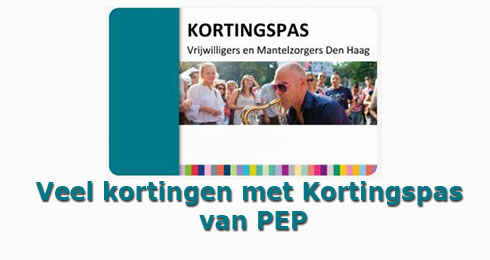 KORTINGSPAS
Vrijwilligers en Mantelzorgers Den Haag
Veel kortingen met Kortingspas
van PEP